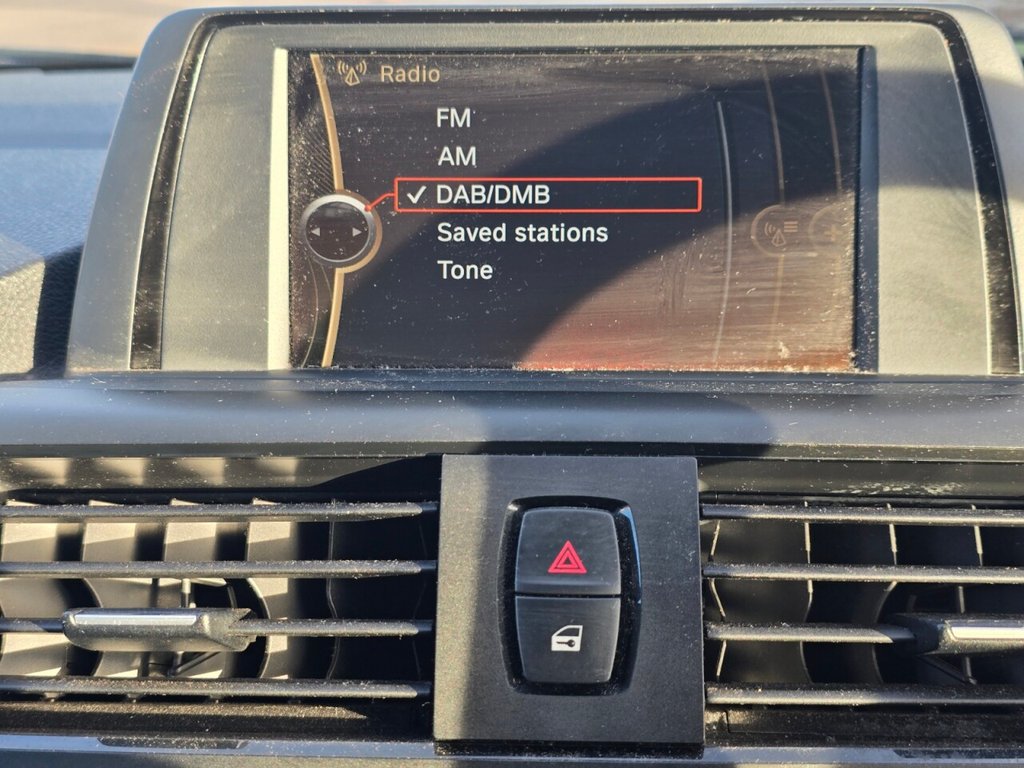 Radio
FM
AM
✓ DAB/DMB
Saved stations
Tone